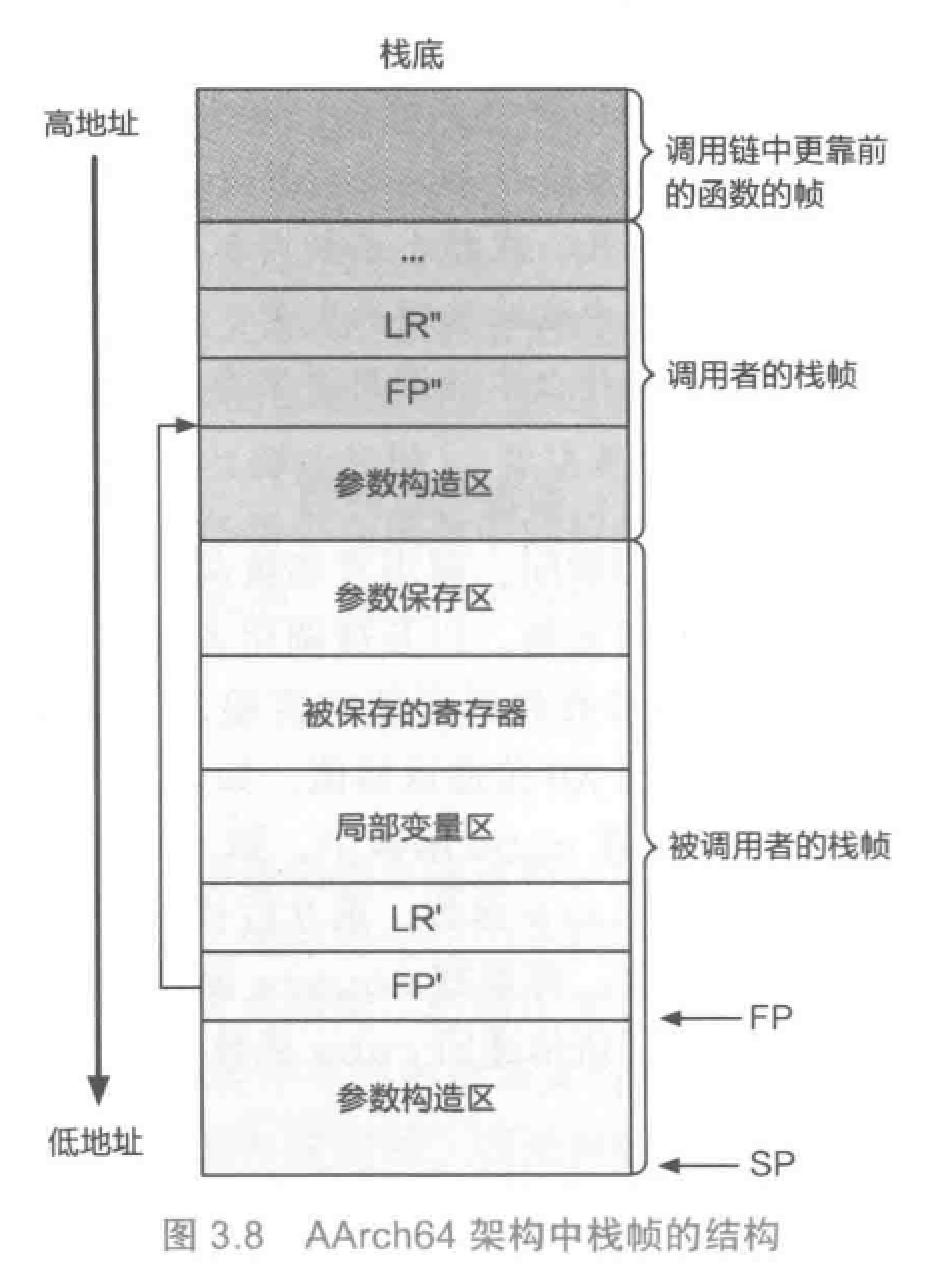 栈底
高地址
调用链中更靠前
的函数的帧
...
LR"
FP"
调用者的栈帧
参数构造区
参数保存区
被保存的寄存器
局部变量区
被调用者的栈帧
LR'
FP'
FP
参数构造区
低地址
SP
图 3.8 AArch64 架构中栈帧的结构